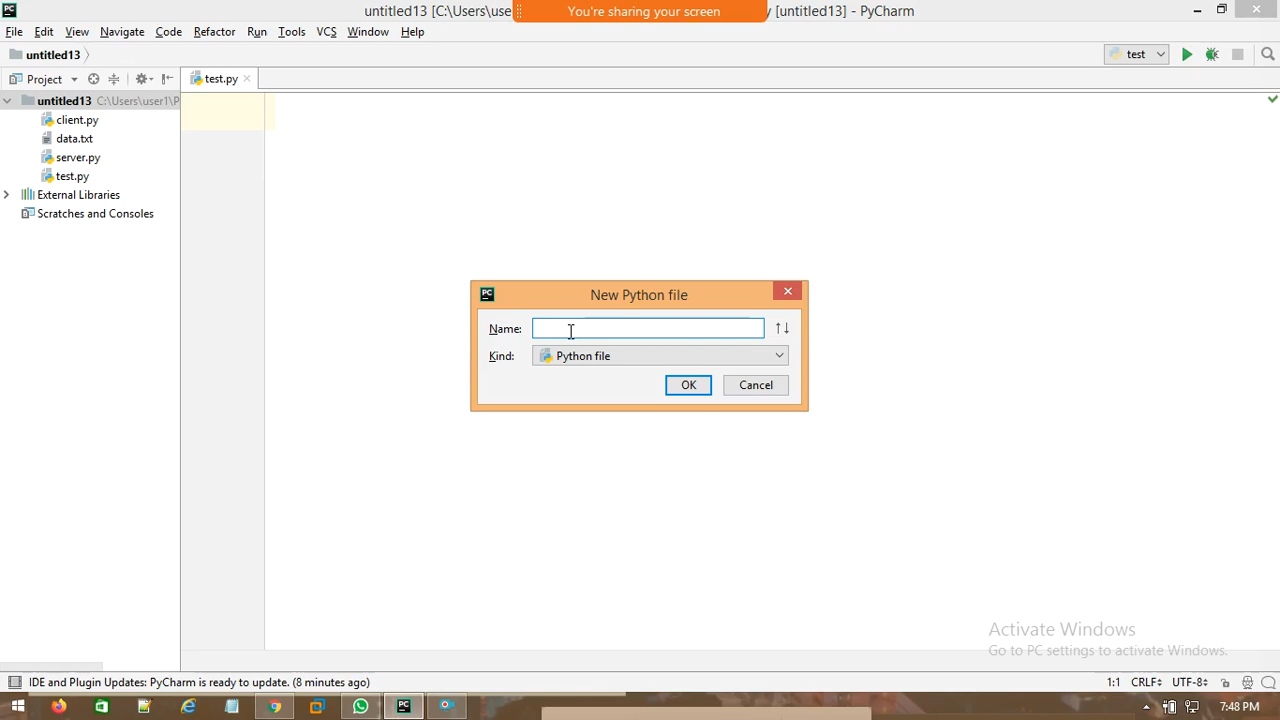 untitled13 [C:\Users\use
You're sharing your screen
[untitled13] - PyCharm
File Edit View Navigate Code Refactor Run Tools VCS Window Help
untitled13
test
Project
test.py
untitled13 C:\Users\user1\P
client.py
data.txt
server.py
test.py
External Libraries
Scratches and Consoles
PC
New Python file
Name:
Kind: Python file
OK Cancel
Activate Windows
Go to PC settings to activate Windows.
IDE and Plugin Updates: PyCharm is ready to update. (8 minutes ago)
1:1 CRLF UTF-8
7:48 PM